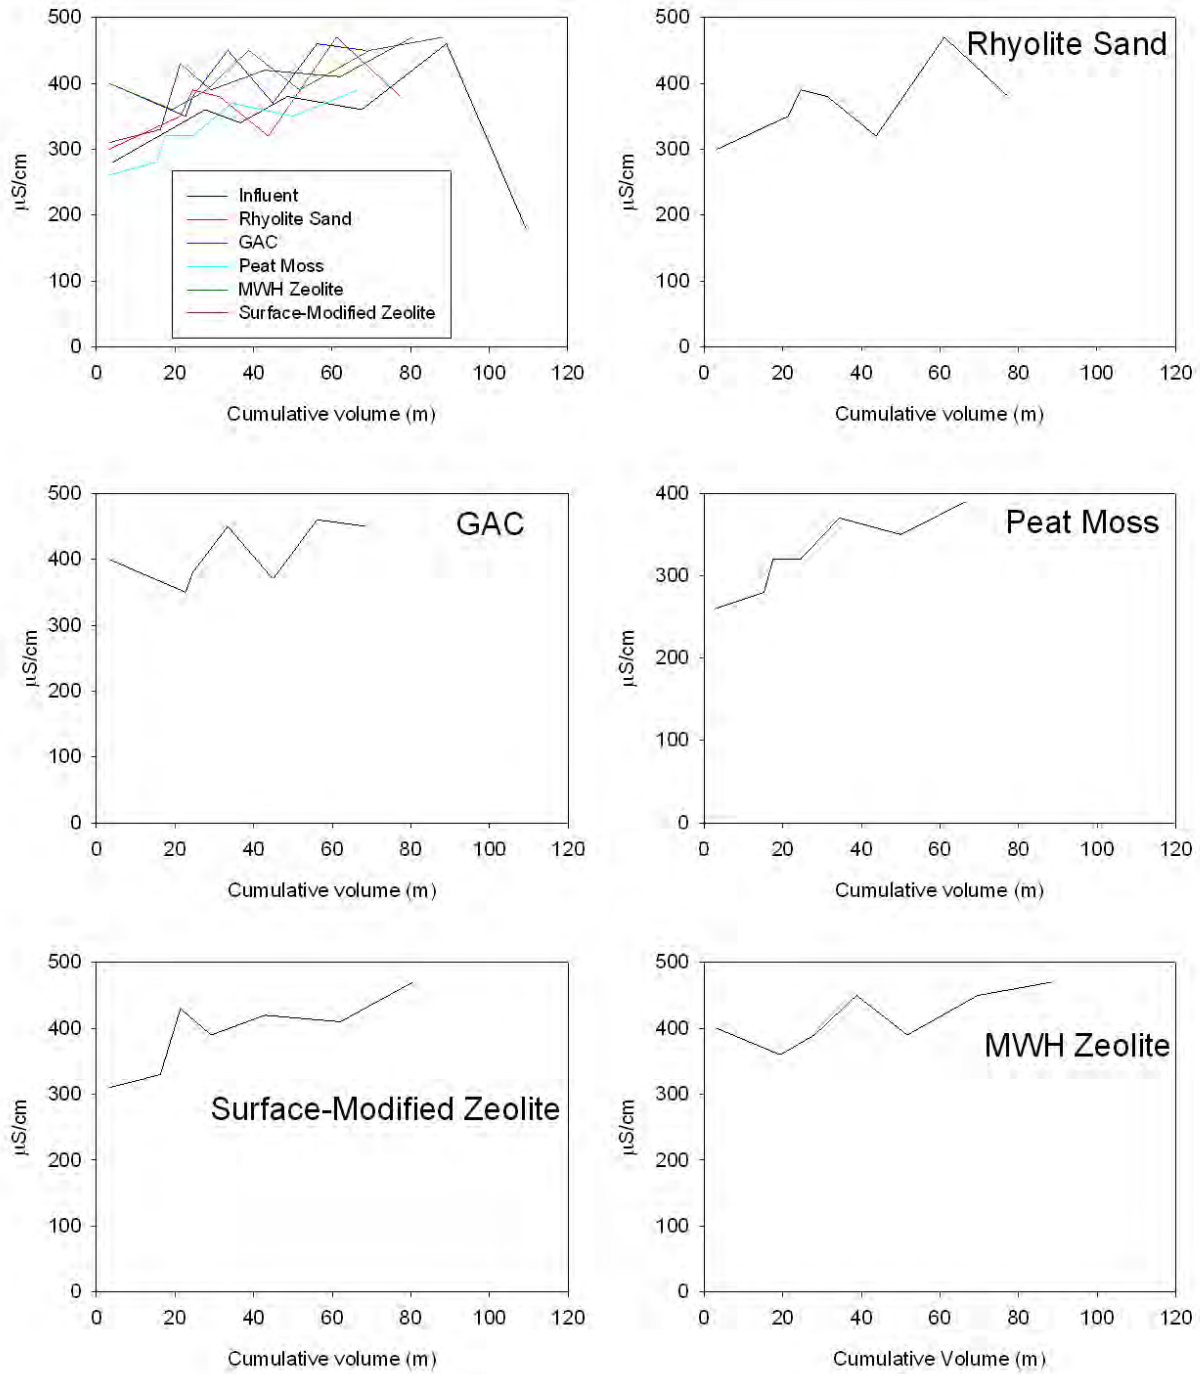 500
400
300
200
100
0
μS/cm
Influent
Rhyolite Sand
GAC
Peat Moss
MWH Zeolite
Surface-Modified Zeolite
0 20 40 60 80 100 120
Cumulative volume (m)
Rhyolite Sand
500
400
300
200
100
0
μS/cm
0 20 40 60 80 100 120
Cumulative volume (m)
GAC
500
400
300
200
100
0
μS/cm
0 20 40 60 80 100 120
Cumulative volume (m)
Peat Moss
400
300
200
100
0
μS/cm
0 20 40 60 80 100 120
Cumulative volume (m)
500
400
300
200
100
0
μS/cm
Surface-Modified Zeolite
0 20 40 60 80 100 120
Cumulative volume (m)
500
400
300
200
100
0
μS/cm
MWH Zeolite
0 20 40 60 80 100 120
Cumulative Volume (m)